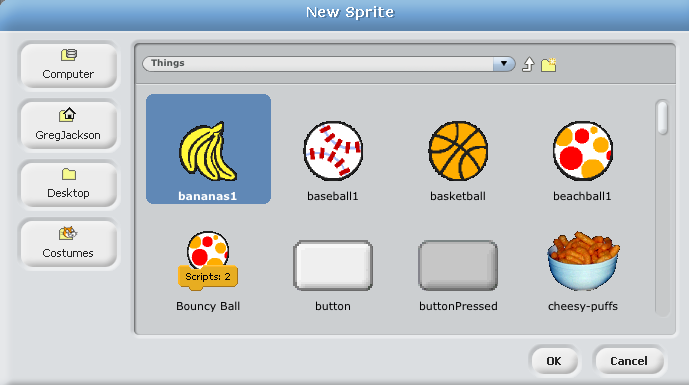 New Sprite
Computer
GregJackson
Desktop
Costumes
Things
bananas1
baseball1
basketball
beachball1
Scripts: 2
Bouncy Ball
button
buttonPressed
cheesy-puffs
OK
Cancel